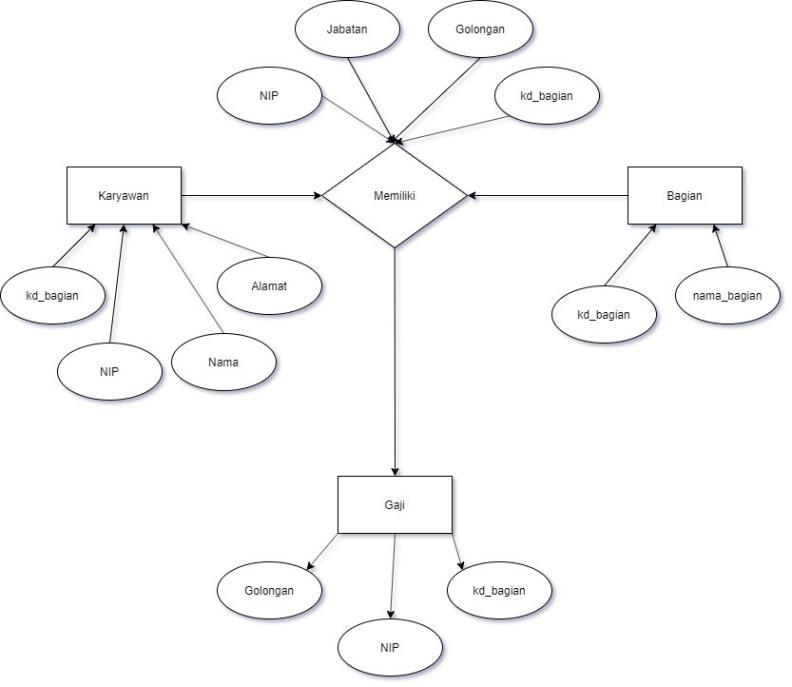 Jabatan
Golongan
NIP
kd_bagian
Karyawan
Memiliki
Bagian
kd_bagian
Alamat
kd_bagian
nama_bagian
NIP
Nama
Gaji
Golongan
kd_bagian
NIP